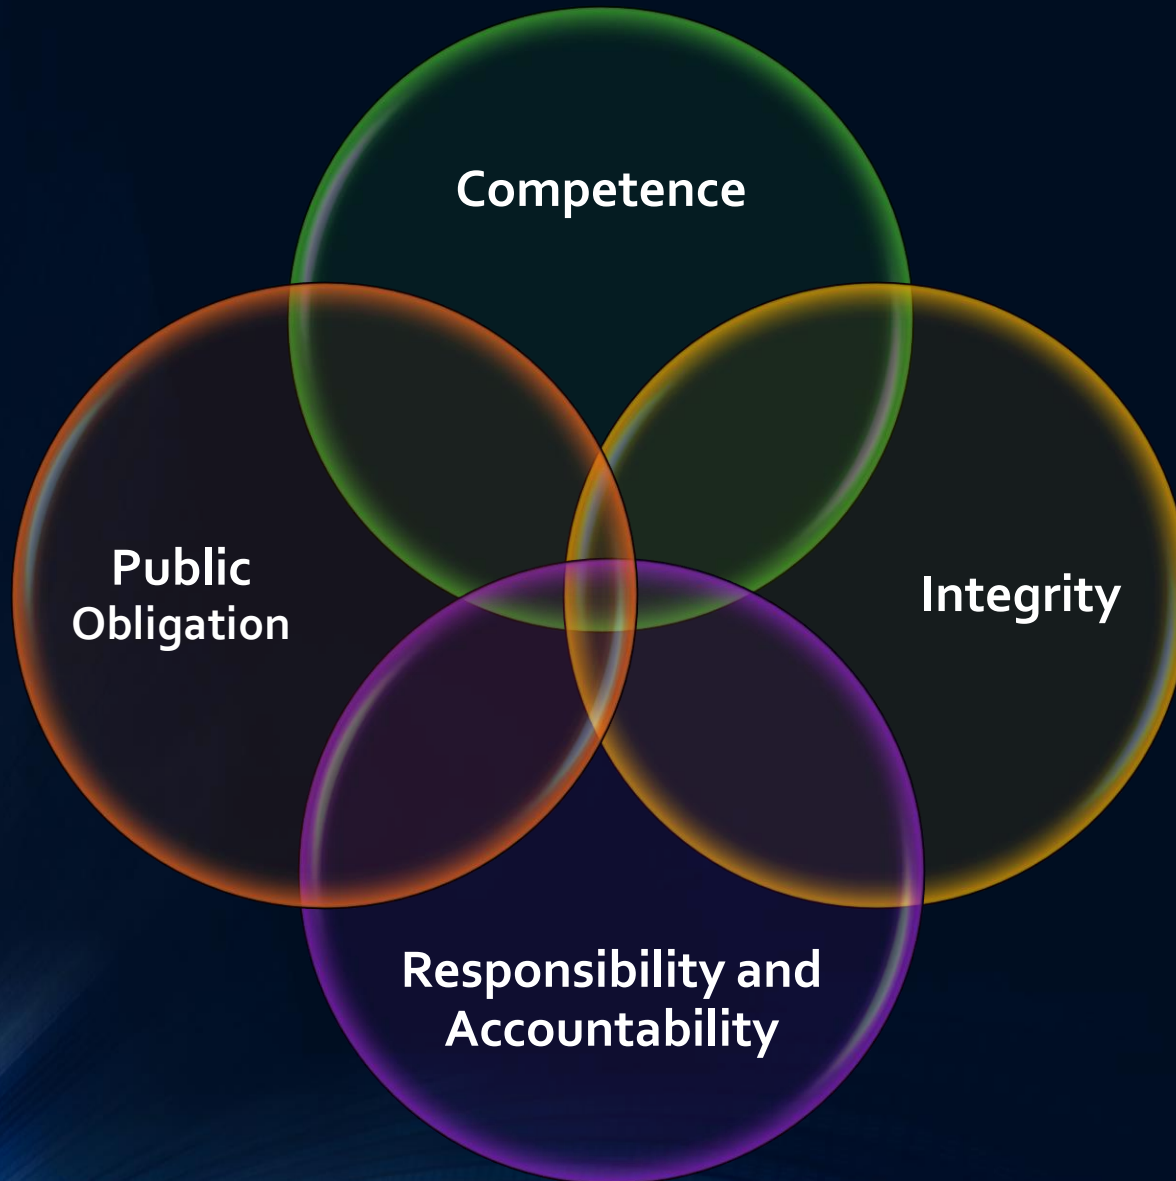 Competence
Public
Obligation
Integrity
Responsibility and
Accountability